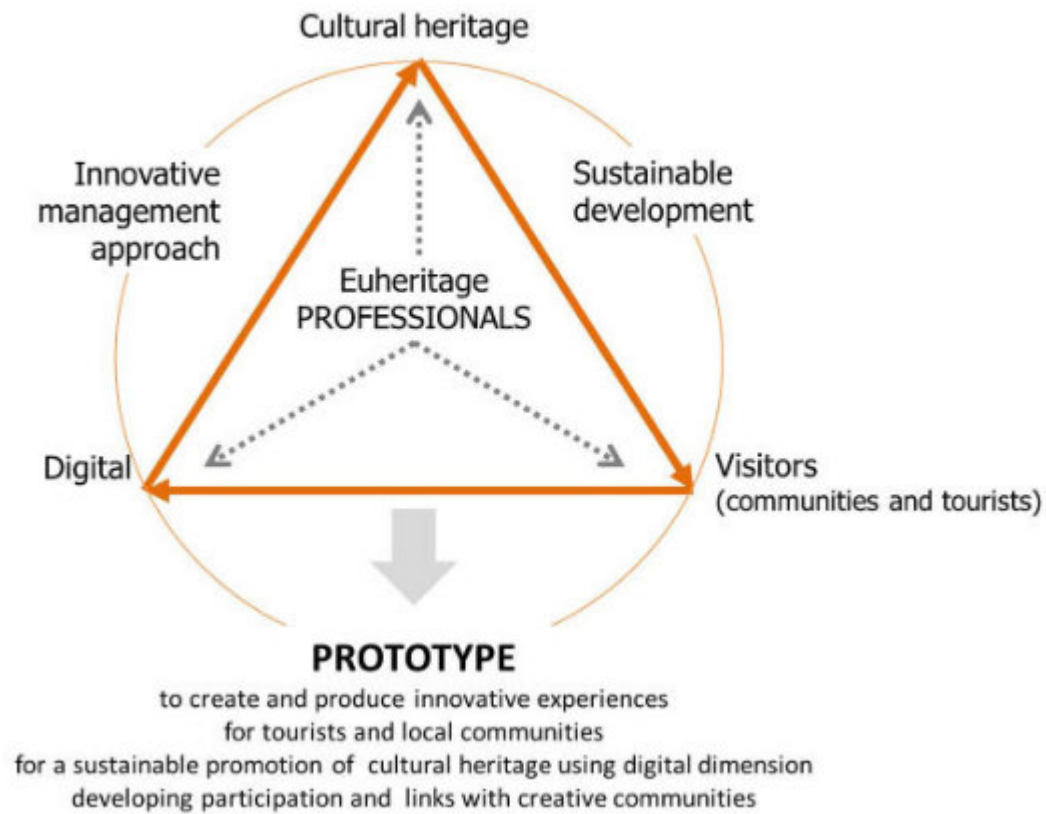 Cultural heritage
Innovative
management
approach
Sustainable
development
Euheritage
PROFESSIONALS
Digital
Visitors
(communities and tourists)
PROTOTYPE
to create and produce innovative experiences
for tourists and local communities
for a sustainable promotion of cultural heritage using digital dimension
developing participation and links with creative communities